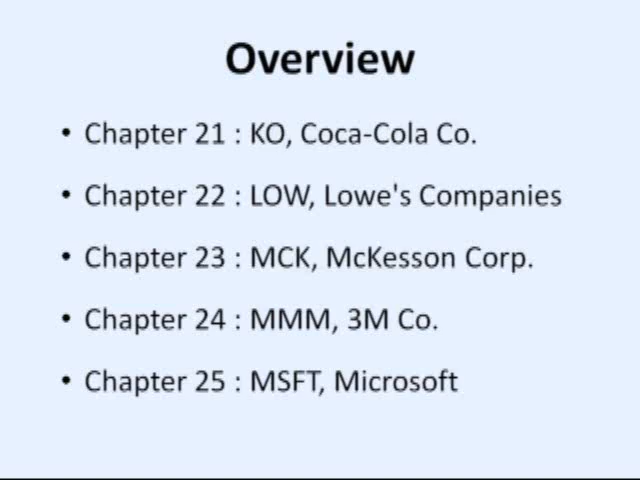 Overview
• Chapter 21 : KO, Coca-Cola Co.
• Chapter 22 : LOW, Lowe's Companies
• Chapter 23 : MCK, McKesson Corp.
• Chapter 24 : MMM, 3M Co.
• Chapter 25 : MSFT, Microsoft